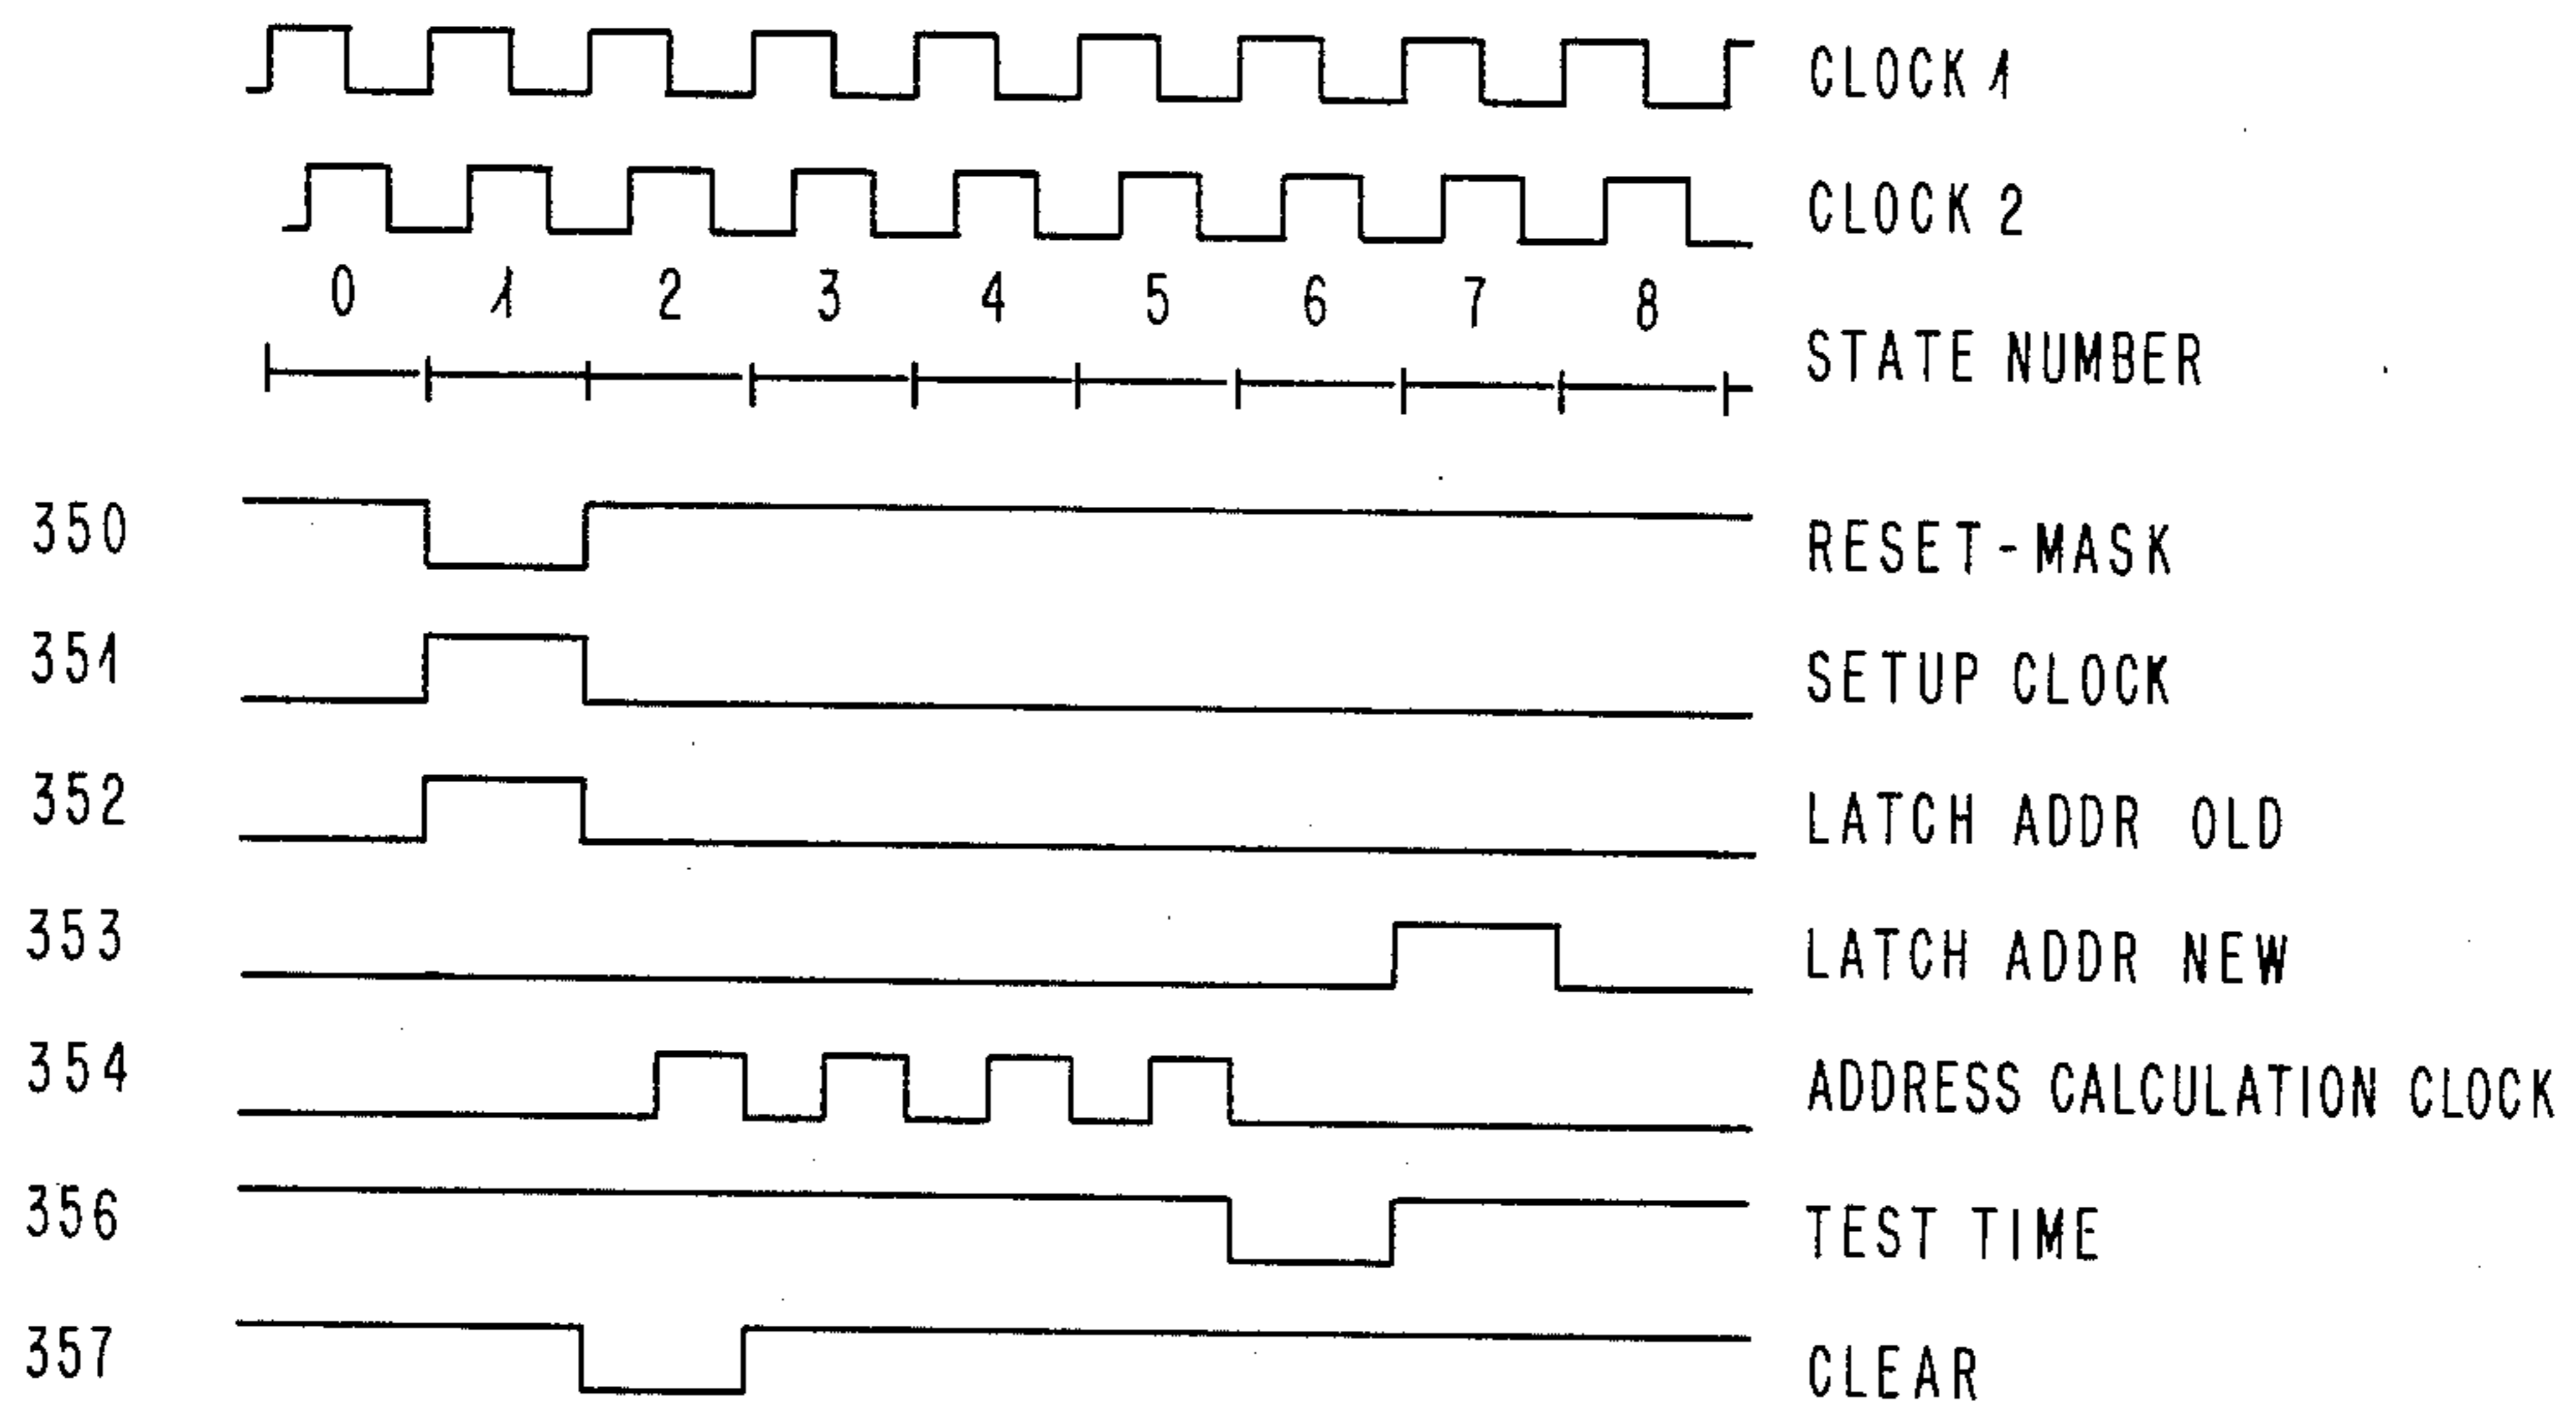 CLOCK 1
CLOCK 2
0 1 2 3 4 5 6 7 8
STATE NUMBER
350 RESET-MASK
351 SETUP CLOCK
352 LATCH ADDR OLD
353 LATCH ADDR NEW
354 ADDRESS CALCULATION CLOCK
356 TEST TIME
357 CLEAR